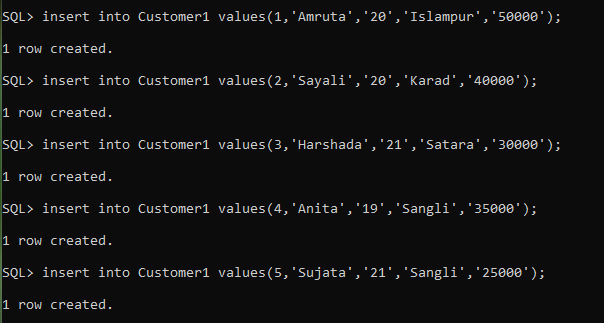 SQL> insert into Customer1 values(1,'Amruta','20','Islampur','50000');
1 row created.
SQL> insert into Customer1 values(2,'Sayali','20','Karad','40000');
1 row created.
SQL> insert into Customer1 values(3,'Harshada','21','Satara','30000');
1 row created.
SQL> insert into Customer1 values(4,'Anita','19','Sangli','35000');
1 row created.
SQL> insert into Customer1 values(5,'Sujata','21','Sangli','25000');
1 row created.